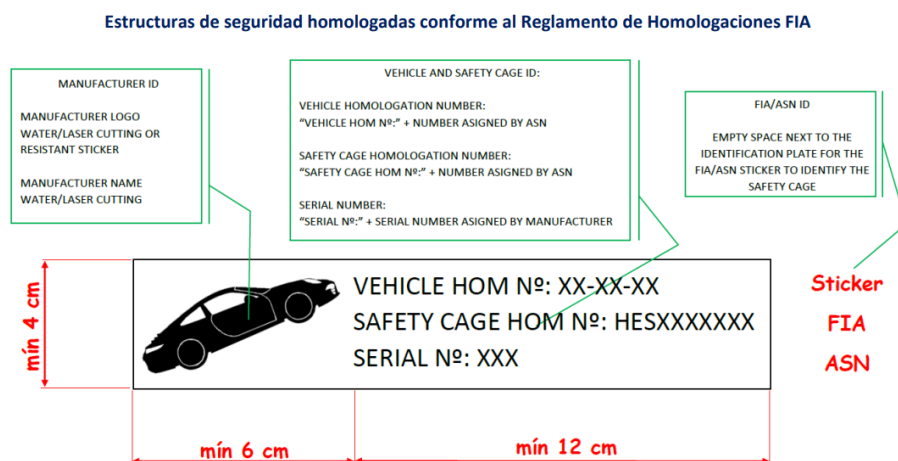 Estructuras de seguridad homologadas conforme al Reglamento de Homologaciones FIA
MANUFACTURER ID
MANUFACTURER LOGO
WATER/LASER CUTTING OR
RESISTANT STICKER
MANUFACTURER NAME
WATER/LASER CUTTING
VEHICLE AND SAFETY CAGE ID:
VEHICLE HOMOLOGATION NUMBER:
“VEHICLE HOM Nº:” + NUMBER ASIGNED BY ASN
SAFETY CAGE HOMOLOGATION NUMBER:
“SAFETY CAGE HOM Nº:” + NUMBER ASIGNED BY ASN
SERIAL NUMBER:
“SERIAL Nº:” + SERIAL NUMBER ASIGNED BY MANUFACTURER
FIA/ASN ID
EMPTY SPACE NEXT TO THE
IDENTIFICATION PLATE FOR THE
FIA/ASN STICKER TO IDENTIFY THE
SAFETY CAGE
mín 4 cm
VEHICLE HOM Nº: XX-XX-XX
SAFETY CAGE HOM Nº: HESXXXXXXX
SERIAL Nº: XXX
Sticker
FIA
ASN
mín 6 cm
mín 12 cm